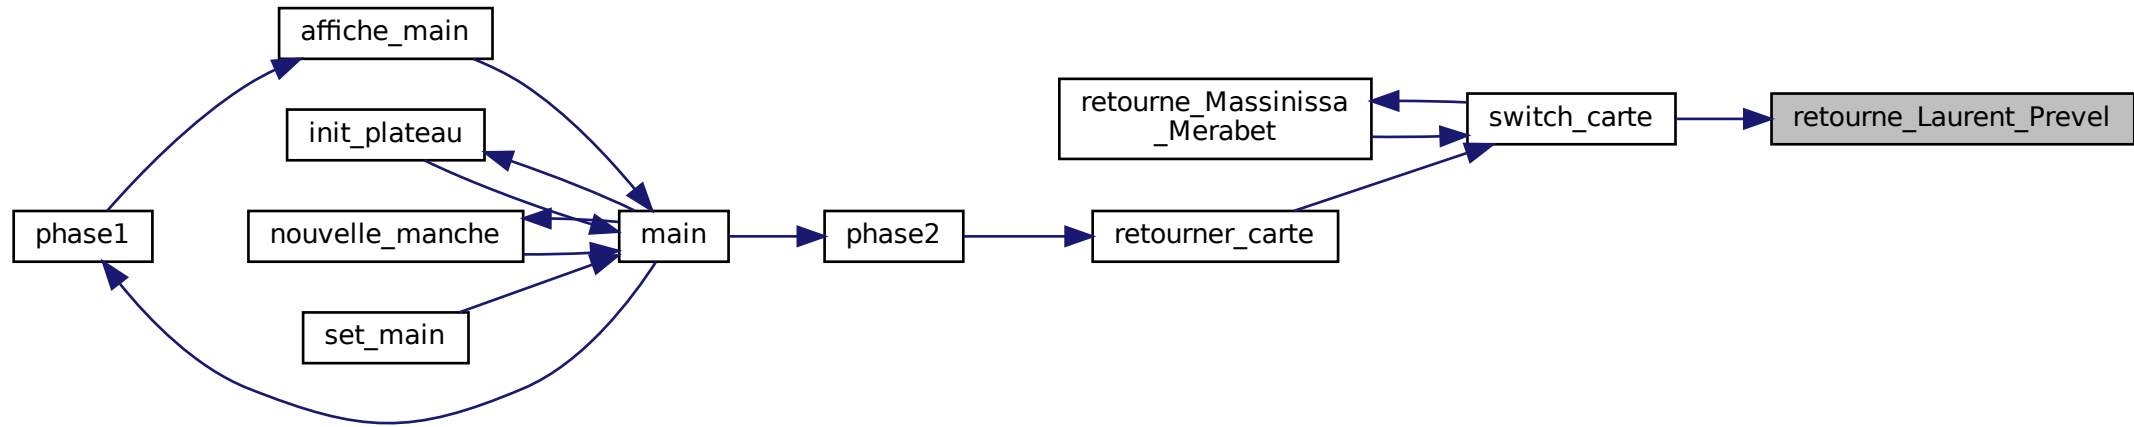 affiche_main
init_plateau
phase1
nouvelle_manche
main
set_main
phase2
retourne_Massinissa
_Merabet
retourner_carte
switch_carte
retourne_Laurent_Prevel